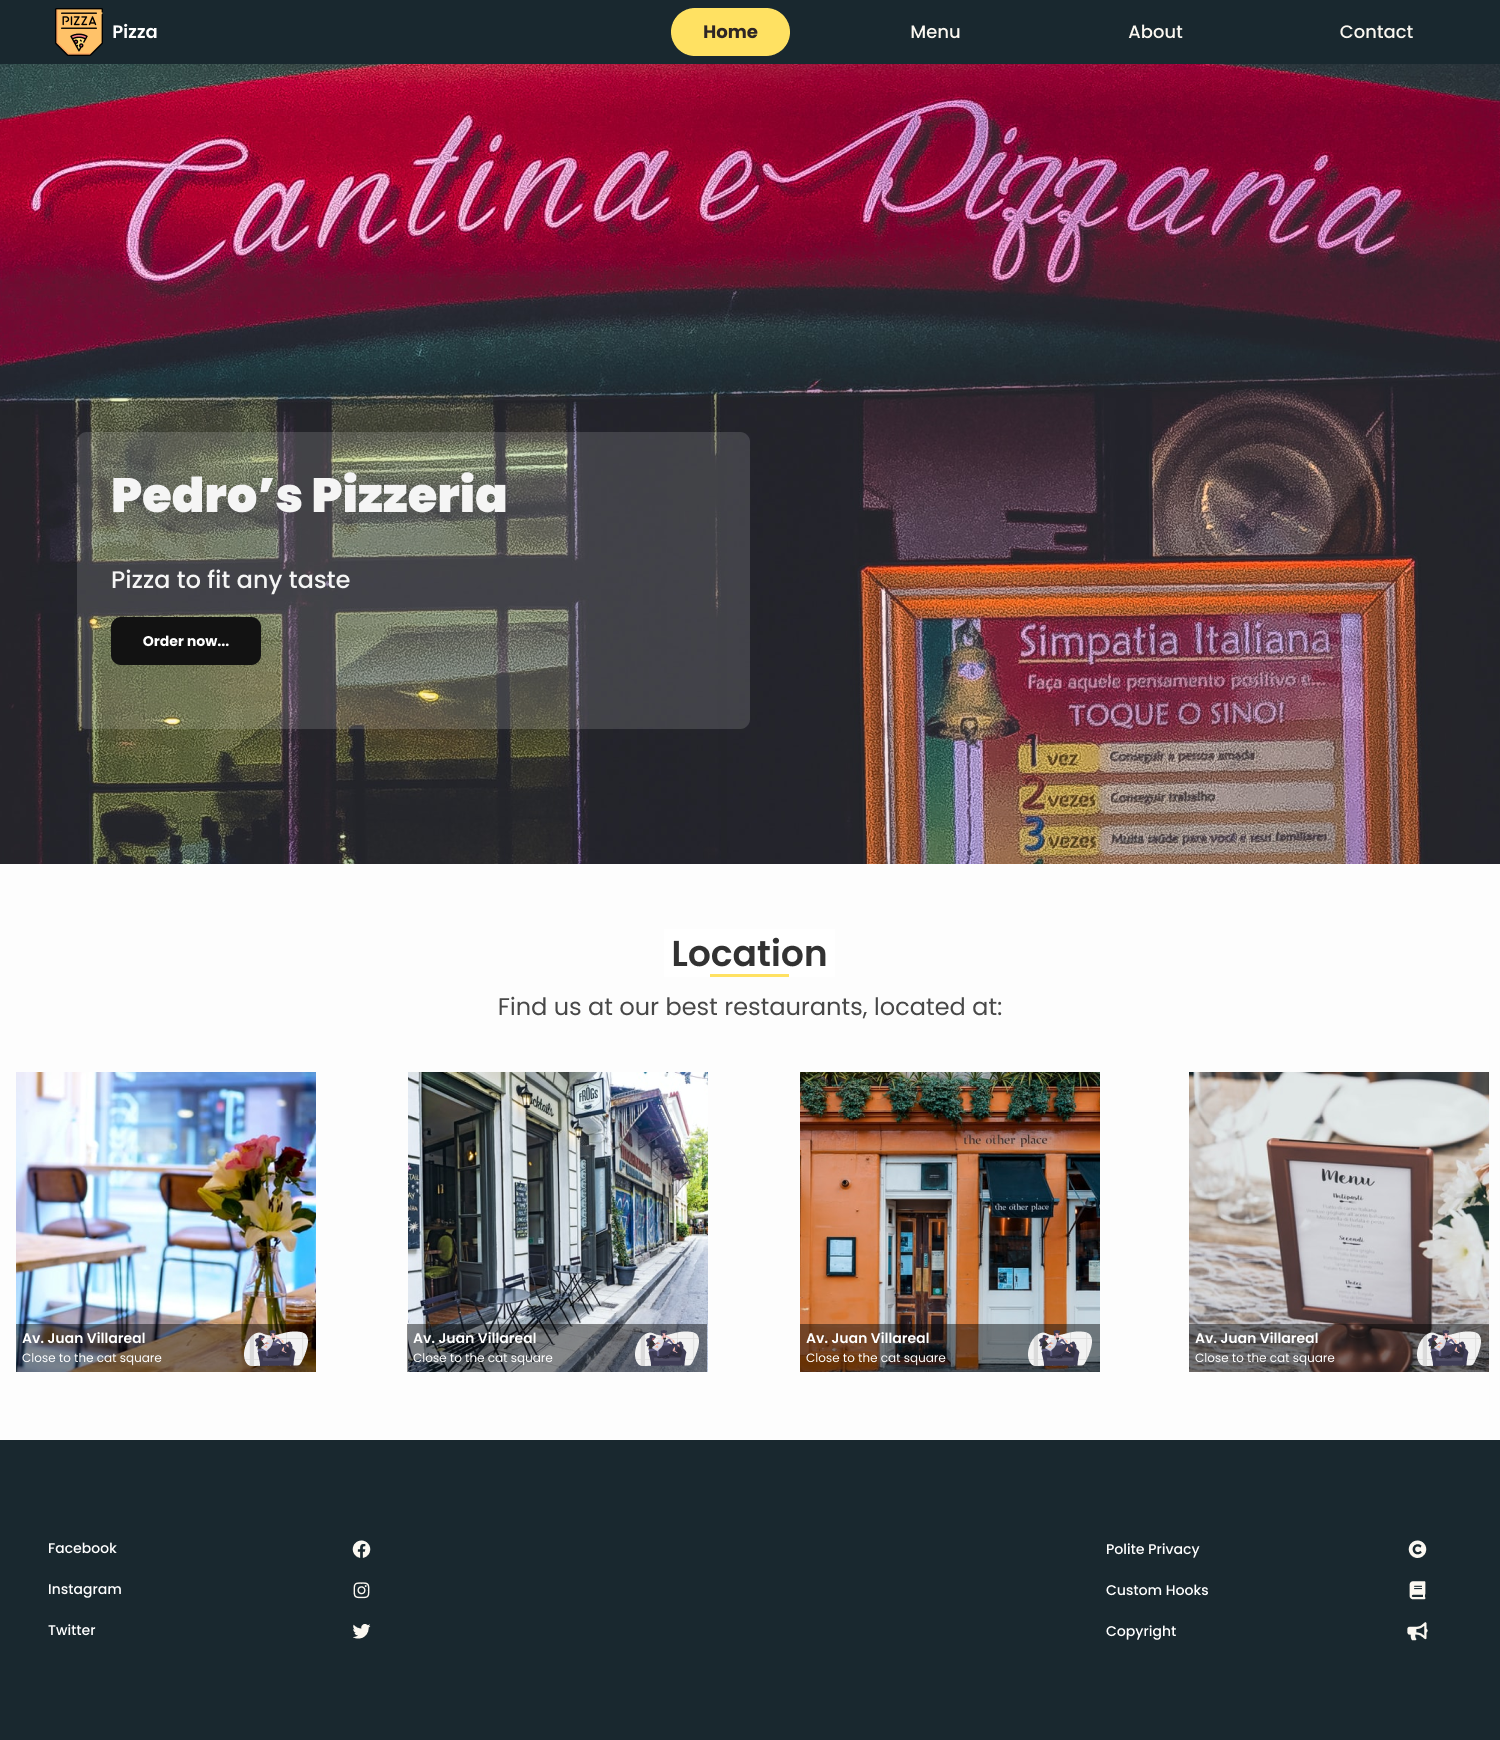 PIZZA
Pizza
Home
Menu
About
Contact
Cantina e Pizzaria
Pedro’s Pizzeria
Pizza to fit any taste
Order now...
Simpatia Italiana
Faça aquele pensamento positivo e...
TOQUE O SINO!
1 vez
Conseguir a pessoa amada
2 vezes
Conseguir trabalho
3 vezes
Muita saúde para você e seus familiares
Location
Find us at our best restaurants, located at:
FROGS
the other place
the other place
Menu
Antipasti
Secondi
Av. Juan Villareal
Close to the cat square
Av. Juan Villareal
Close to the cat square
Av. Juan Villareal
Close to the cat square
Av. Juan Villareal
Close to the cat square
Facebook
Instagram
Twitter
Polite Privacy
Custom Hooks
Copyright